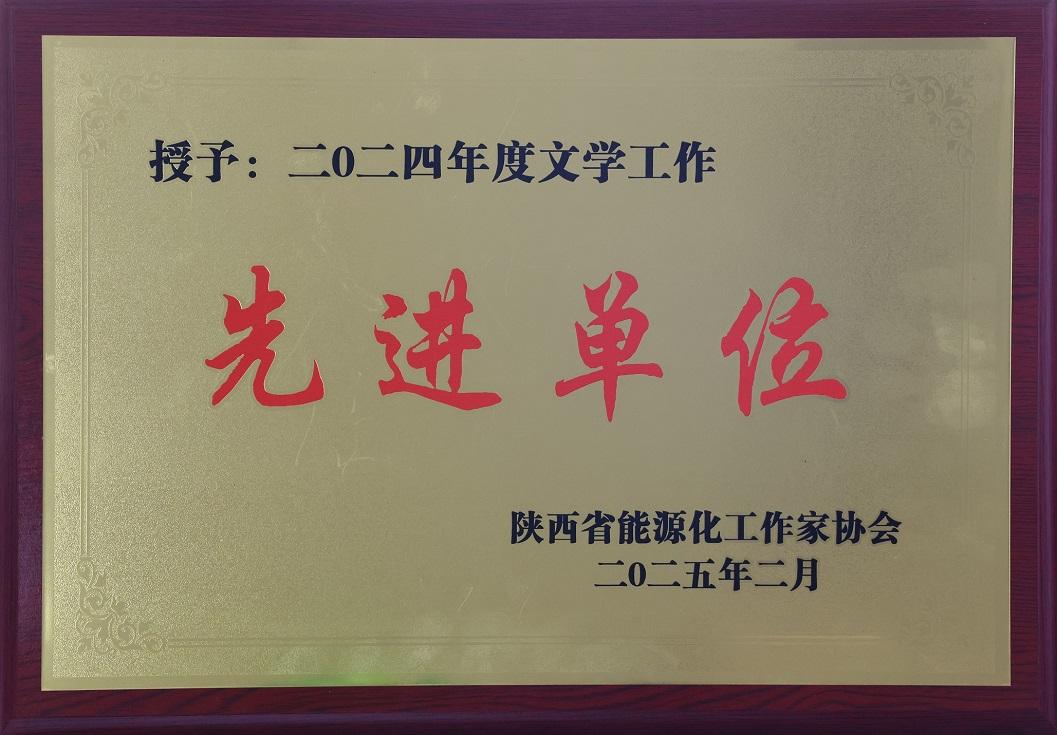 授予：二0二四年度文学工作
先进单位
陕西省能源化工作家协会
二0二五年二月